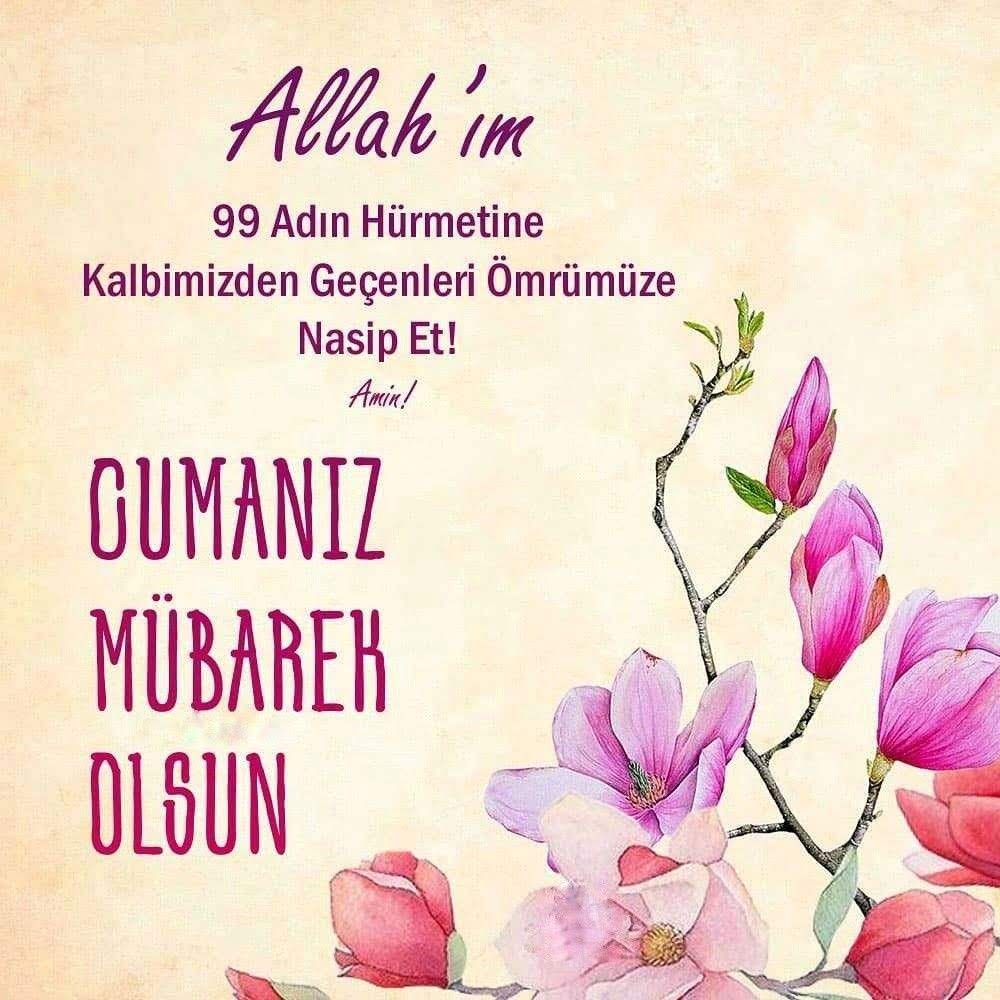 Allah'ım
99 Adın Hürmetine
Kalbimizden Geçenleri Ömrümüze
Nasip Et!
Amin!
CUMANIZ
MÜBAREK
OLSUN